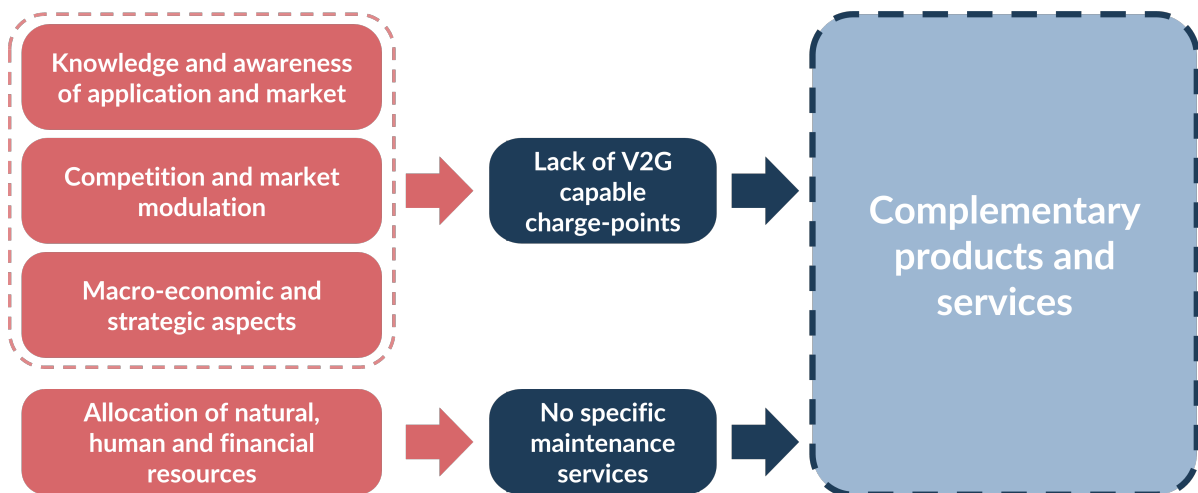 Knowledge and awareness
of application and market
Competition and market
modulation
Macro-economic and
strategic aspects
Lack of V2G
capable
charge-points
Complementary
products and
services
Allocation of natural,
human and financial
resources
No specific
maintenance
services